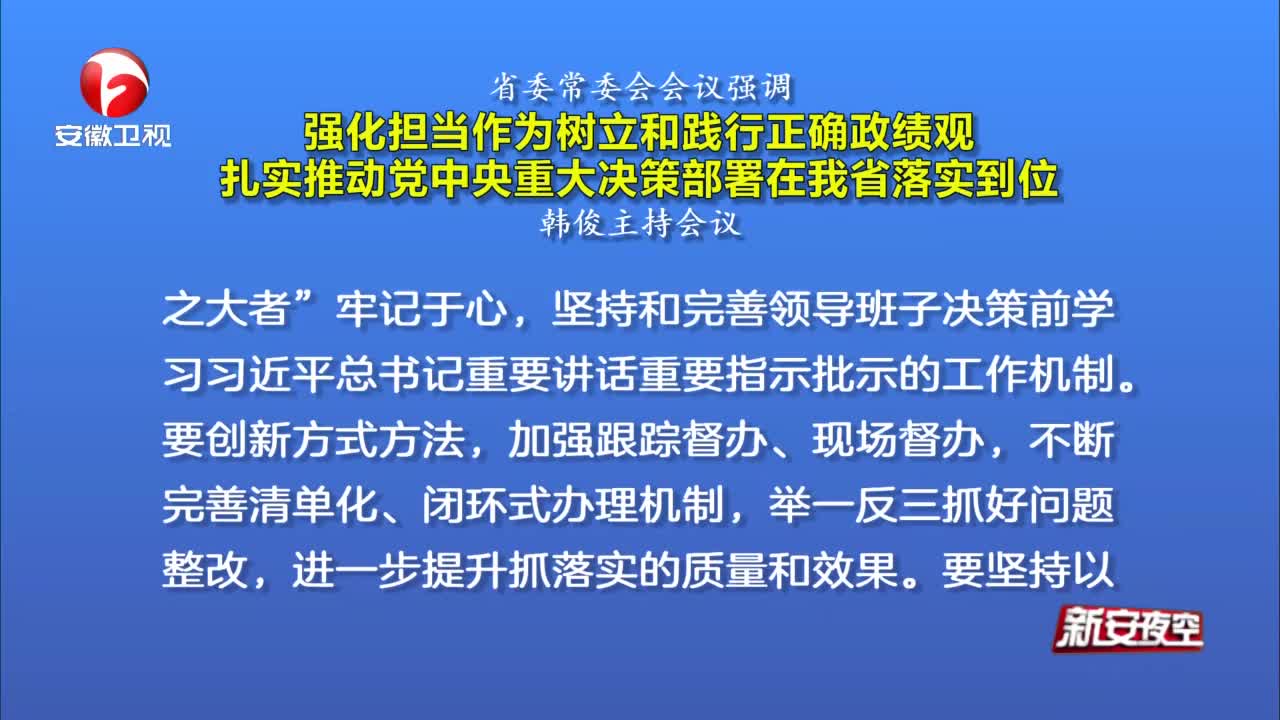 安徽卫视
省委常委会会议强调
强化担当作为树立和践行正确政绩观
扎实推动党中央重大决策部署在我省落实到位
韩俊主持会议
之大者”牢记于心，坚持和完善领导班子决策前学
习习近平总书记重要讲话重要指示批示的工作机制。
要创新方式方法，加强跟踪督办、现场督办，不断
完善清单化、闭环式办理机制，举一反三抓好问题
整改，进一步提升抓落实的质量和效果。要坚持以
新安夜空